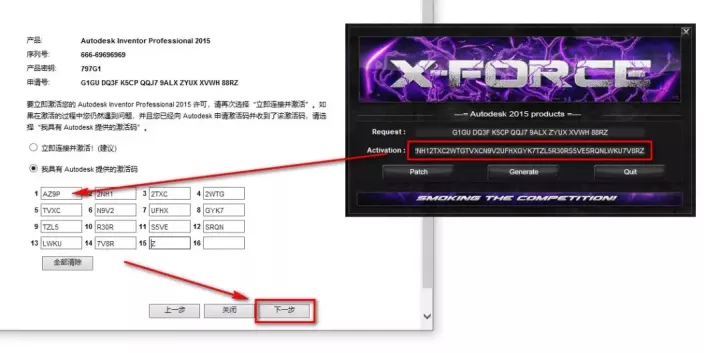 产品: Autodesk Inventor Professional 2015
序列号: 666-69696969
产品密钥: 797G1
申请号: G1GU DQ3F K5CP QQJ7 9ALX ZYUX XVWH 88RZ
要立即激活您的 Autodesk Inventor Professional 2015 许可，请再次选择“立即连接并激活”。如
果在激活的过程中您仍然遇到问题，并且您已经向 Autodesk 申请激活码并收到了该激活码，请选
择“我具有 Autodesk 提供的激活码”。
立即连接并激活! (建议)
我具有 Autodesk 提供的激活码
1 AZ9P 2 2NH1 3 2TXC 4 2WTG
5 TVXC 6 N9V2 7 UFHX 8 GYK7
9 TZL5 10 R30R 11 S5VE 12 SRQN
13 LWKU 14 7V8R 15 Z 16
全部清除
上一步 关闭 下一步
X-FORCE
Autodesk 2015 products
Request : G1GU DQ3F K5CP QQJ7 9ALX ZYUX XVWH 88RZ
Activation : 2NH12TXC2WTGTVXCN9V2UFHXGYK7TZL5R30RS5VESRQNLWKU7V8RZ
Patch Generate Quit
SMOKING THE COMPETITION!